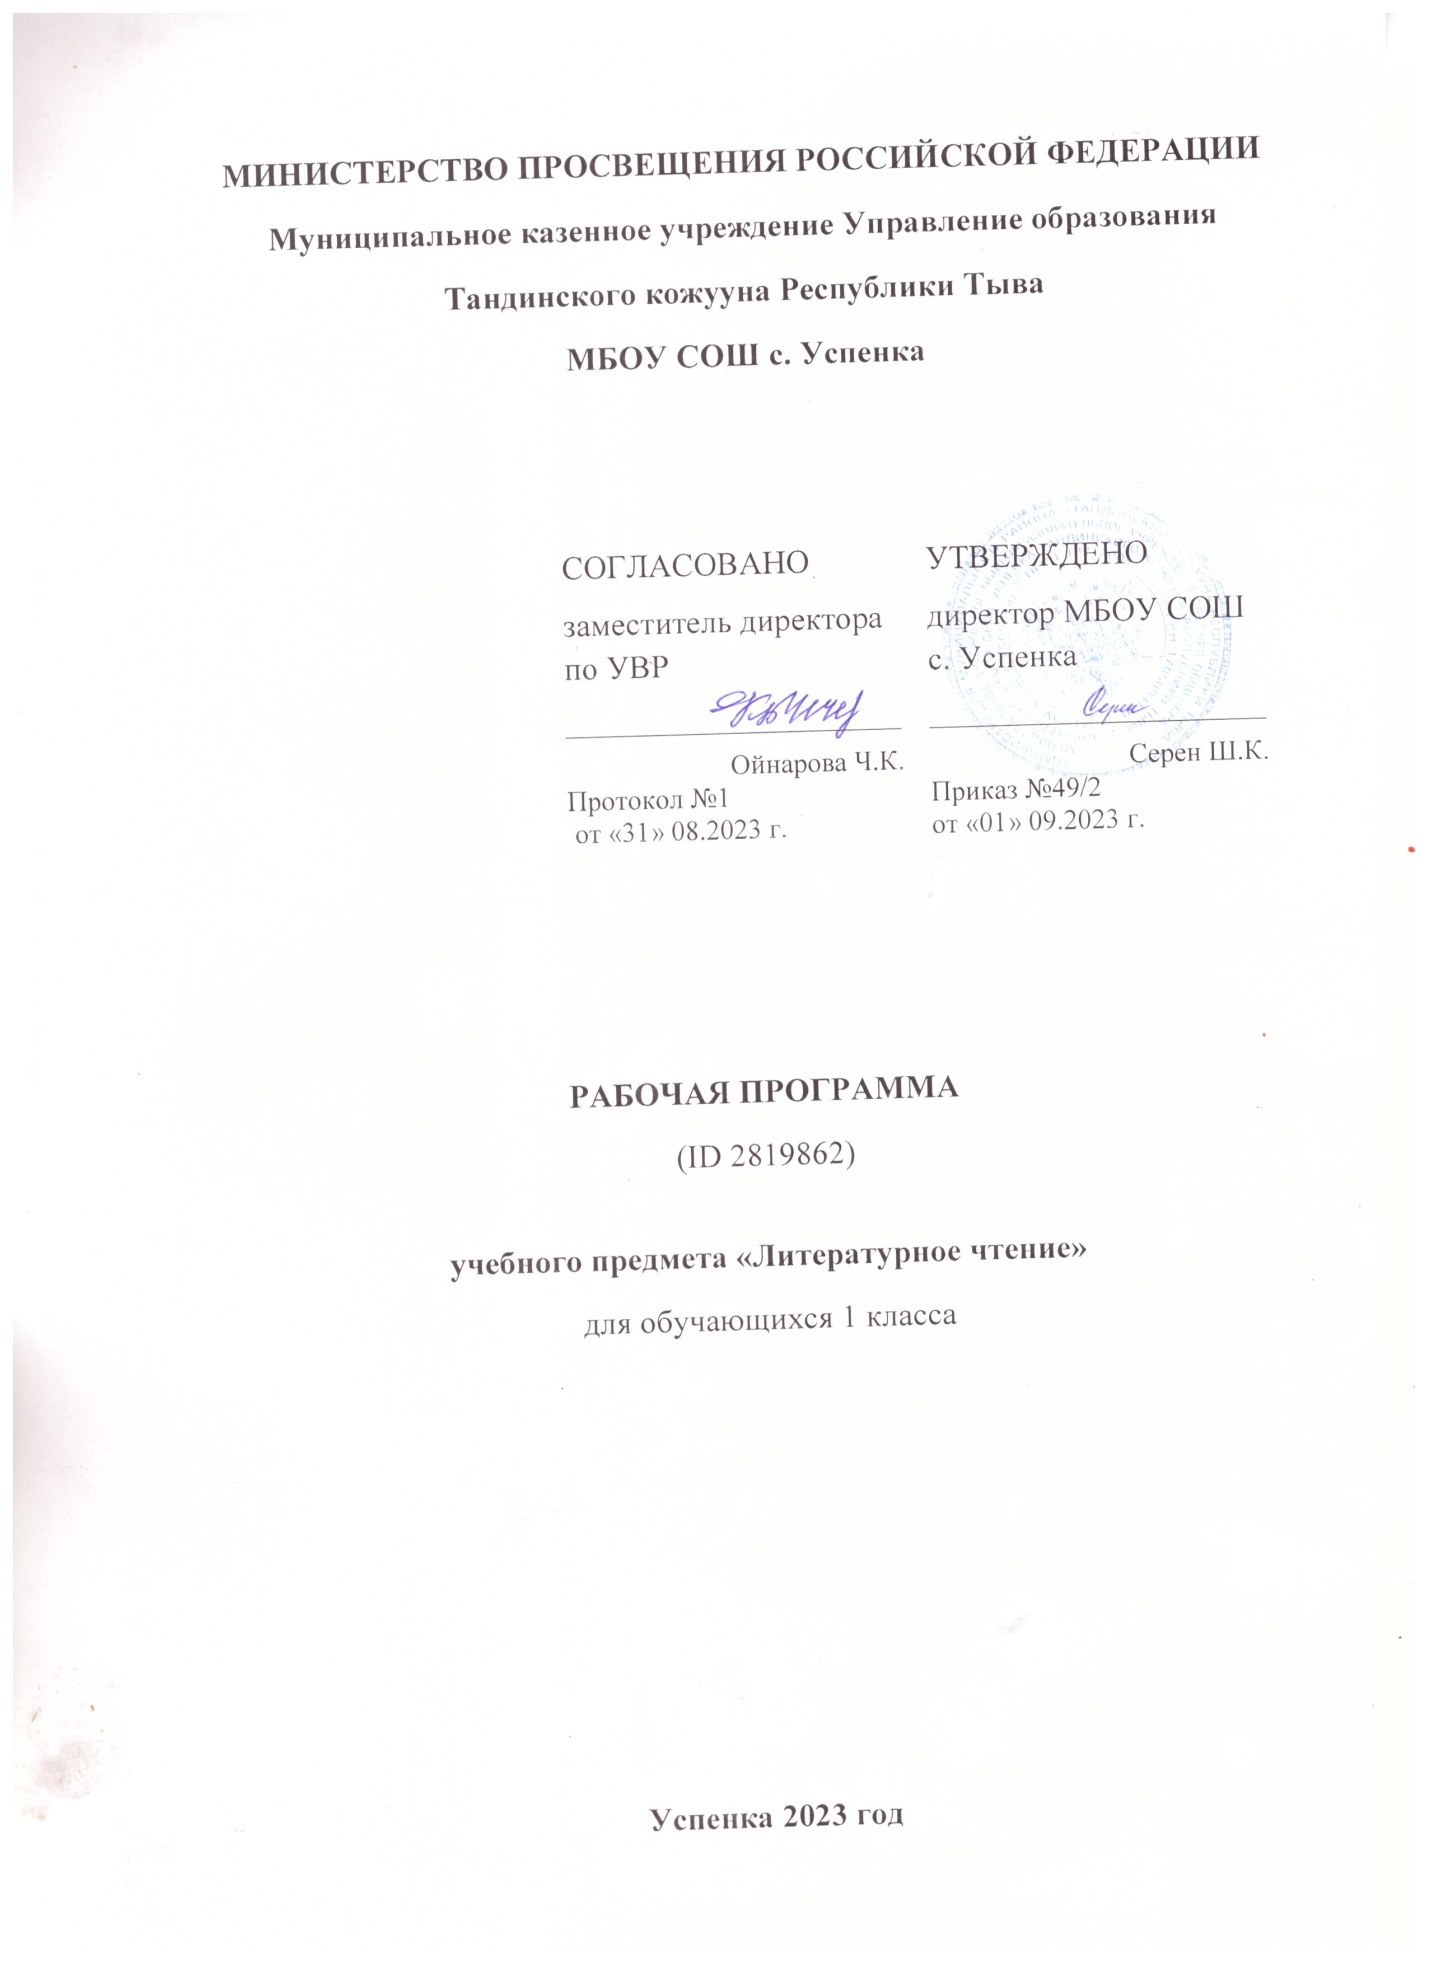 МИНИСТЕРСТВО ПРОСВЕЩЕНИЯ РОССИЙСКОЙ ФЕДЕРАЦИИ
Муниципальное казенное учреждение Управление образования
Тандинского кожууна Республики Тыва
МБОУ СОШ с. Успенка
СОГЛАСОВАНО
заместитель директора
по УВР
Ойнарова Ч.К.
Протокол №1
от «31» 08.2023 г.
УТВЕРЖДЕНО
директор МБОУ СОШ
с. Успенка
Серен Ш.К.
Приказ №49/2
от «01» 09.2023 г.
РАБОЧАЯ ПРОГРАММА
(ID 2819862)
учебного предмета «Литературное чтение»
для обучающихся 1 класса
Успенка 2023 год